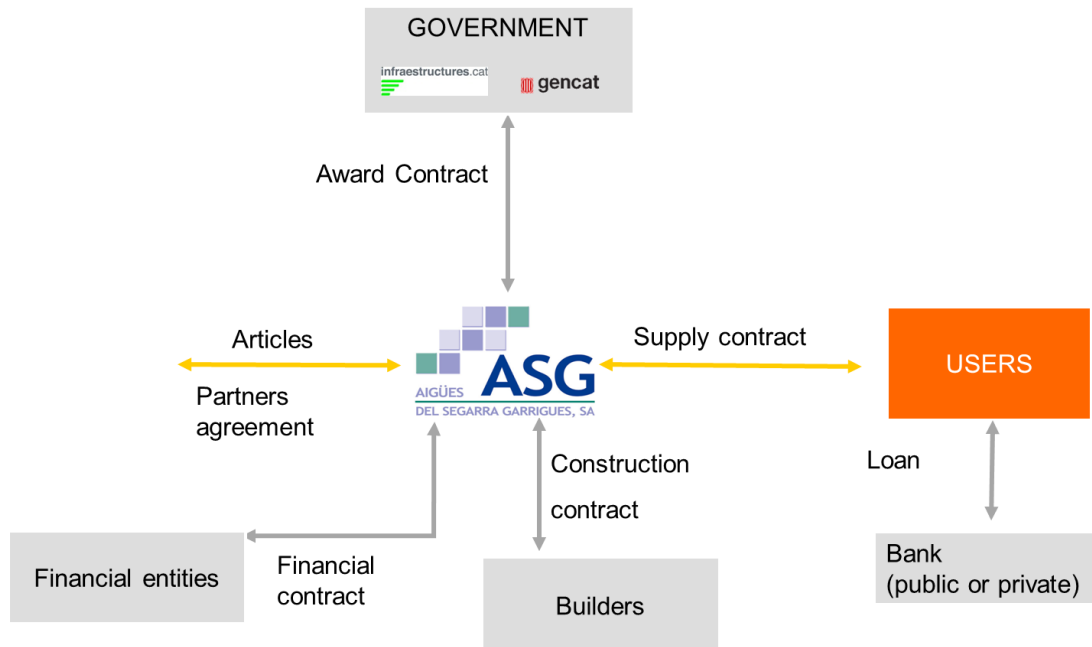 GOVERNMENT
infraestructures.cat
gencat
Award Contract
Articles
Partners
agreement
AIGÜES
ASG
DEL SEGARRA GARRIGUES, SA
Supply contract
USERS
Construction
contract
Loan
Financial entities
Financial
contract
Builders
Bank
(public or private)